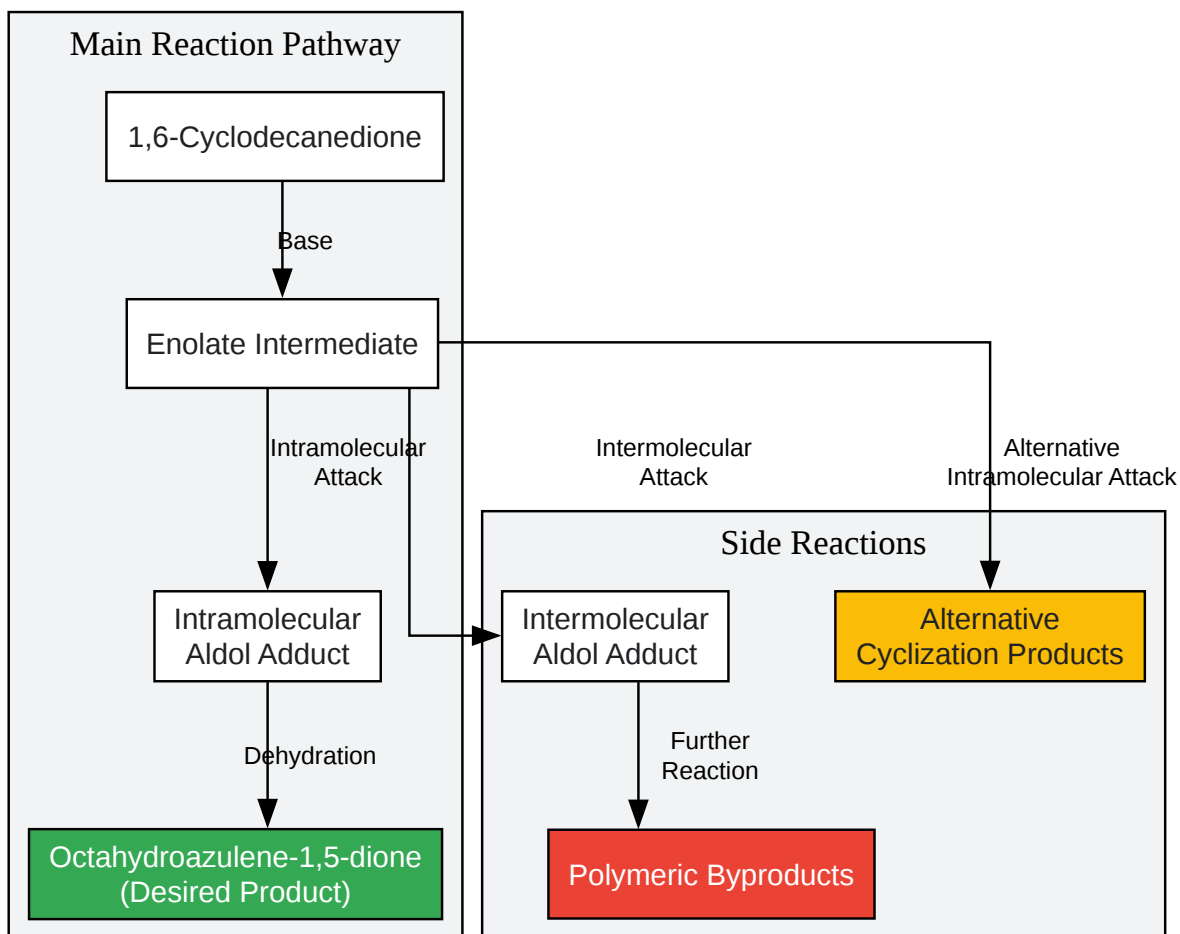 Main Reaction Pathway
1,6-Cyclodecanedione
Base
Enolate Intermediate
Intramolecular
Attack
Intermolecular
Attack
Alternative
Intramolecular Attack
Side Reactions
Intramolecular
Aldol Adduct
Intermolecular
Aldol Adduct
Alternative
Cyclization Products
Dehydration
Further
Reaction
Octahydroazulene-1,5-dione
(Desired Product)
Polymeric Byproducts